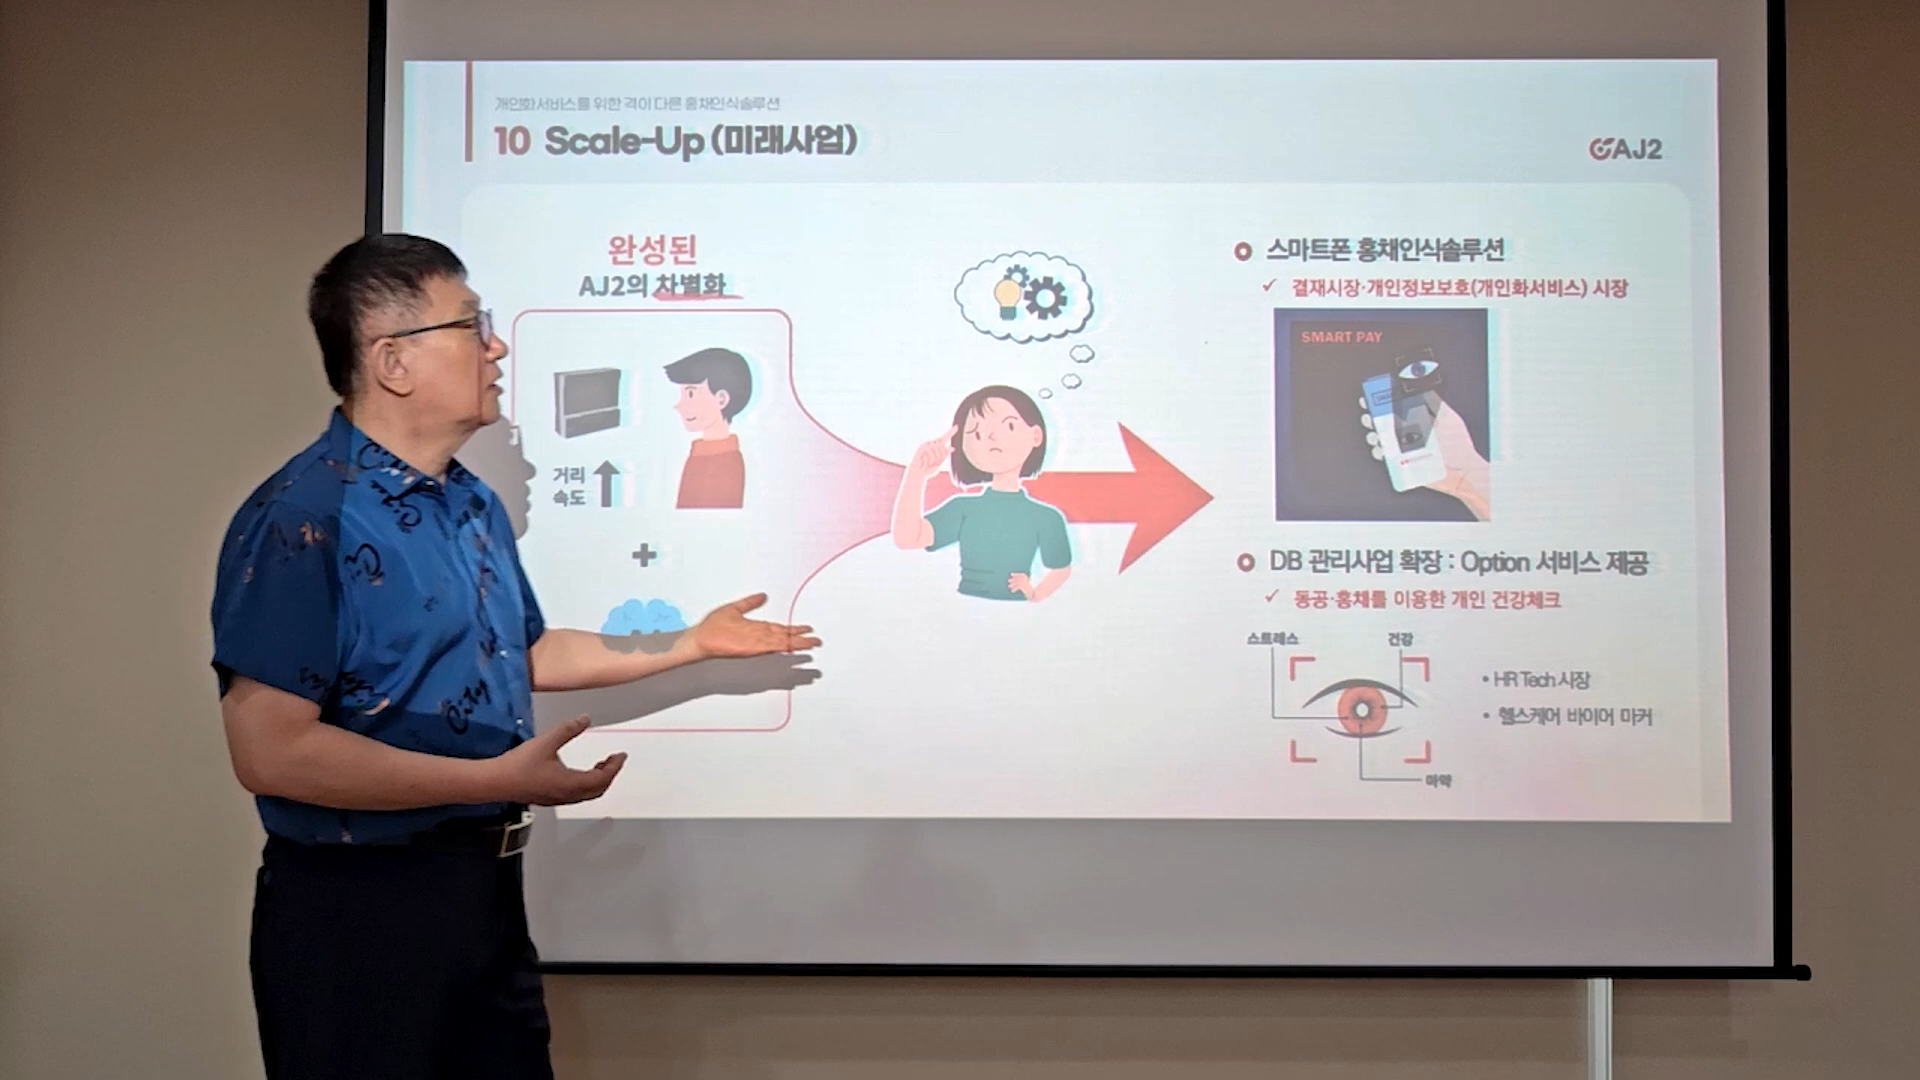 개인화서비스를 위한 격이 다른 홍채인식솔루션
10 Scale-Up (미래사업)
AJ2
완성된
AJ2의 차별화
거리
속도
+
스마트폰 홍채인식솔루션
✓ 결재시장·개인정보보호(개인화서비스) 시장
SMART PAY
DB 관리사업 확장 : Option 서비스 제공
✓ 동공·홍채를 이용한 개인 건강체크
스트레스
건강
• HR Tech 시장
• 헬스케어 바이어 마커
마약